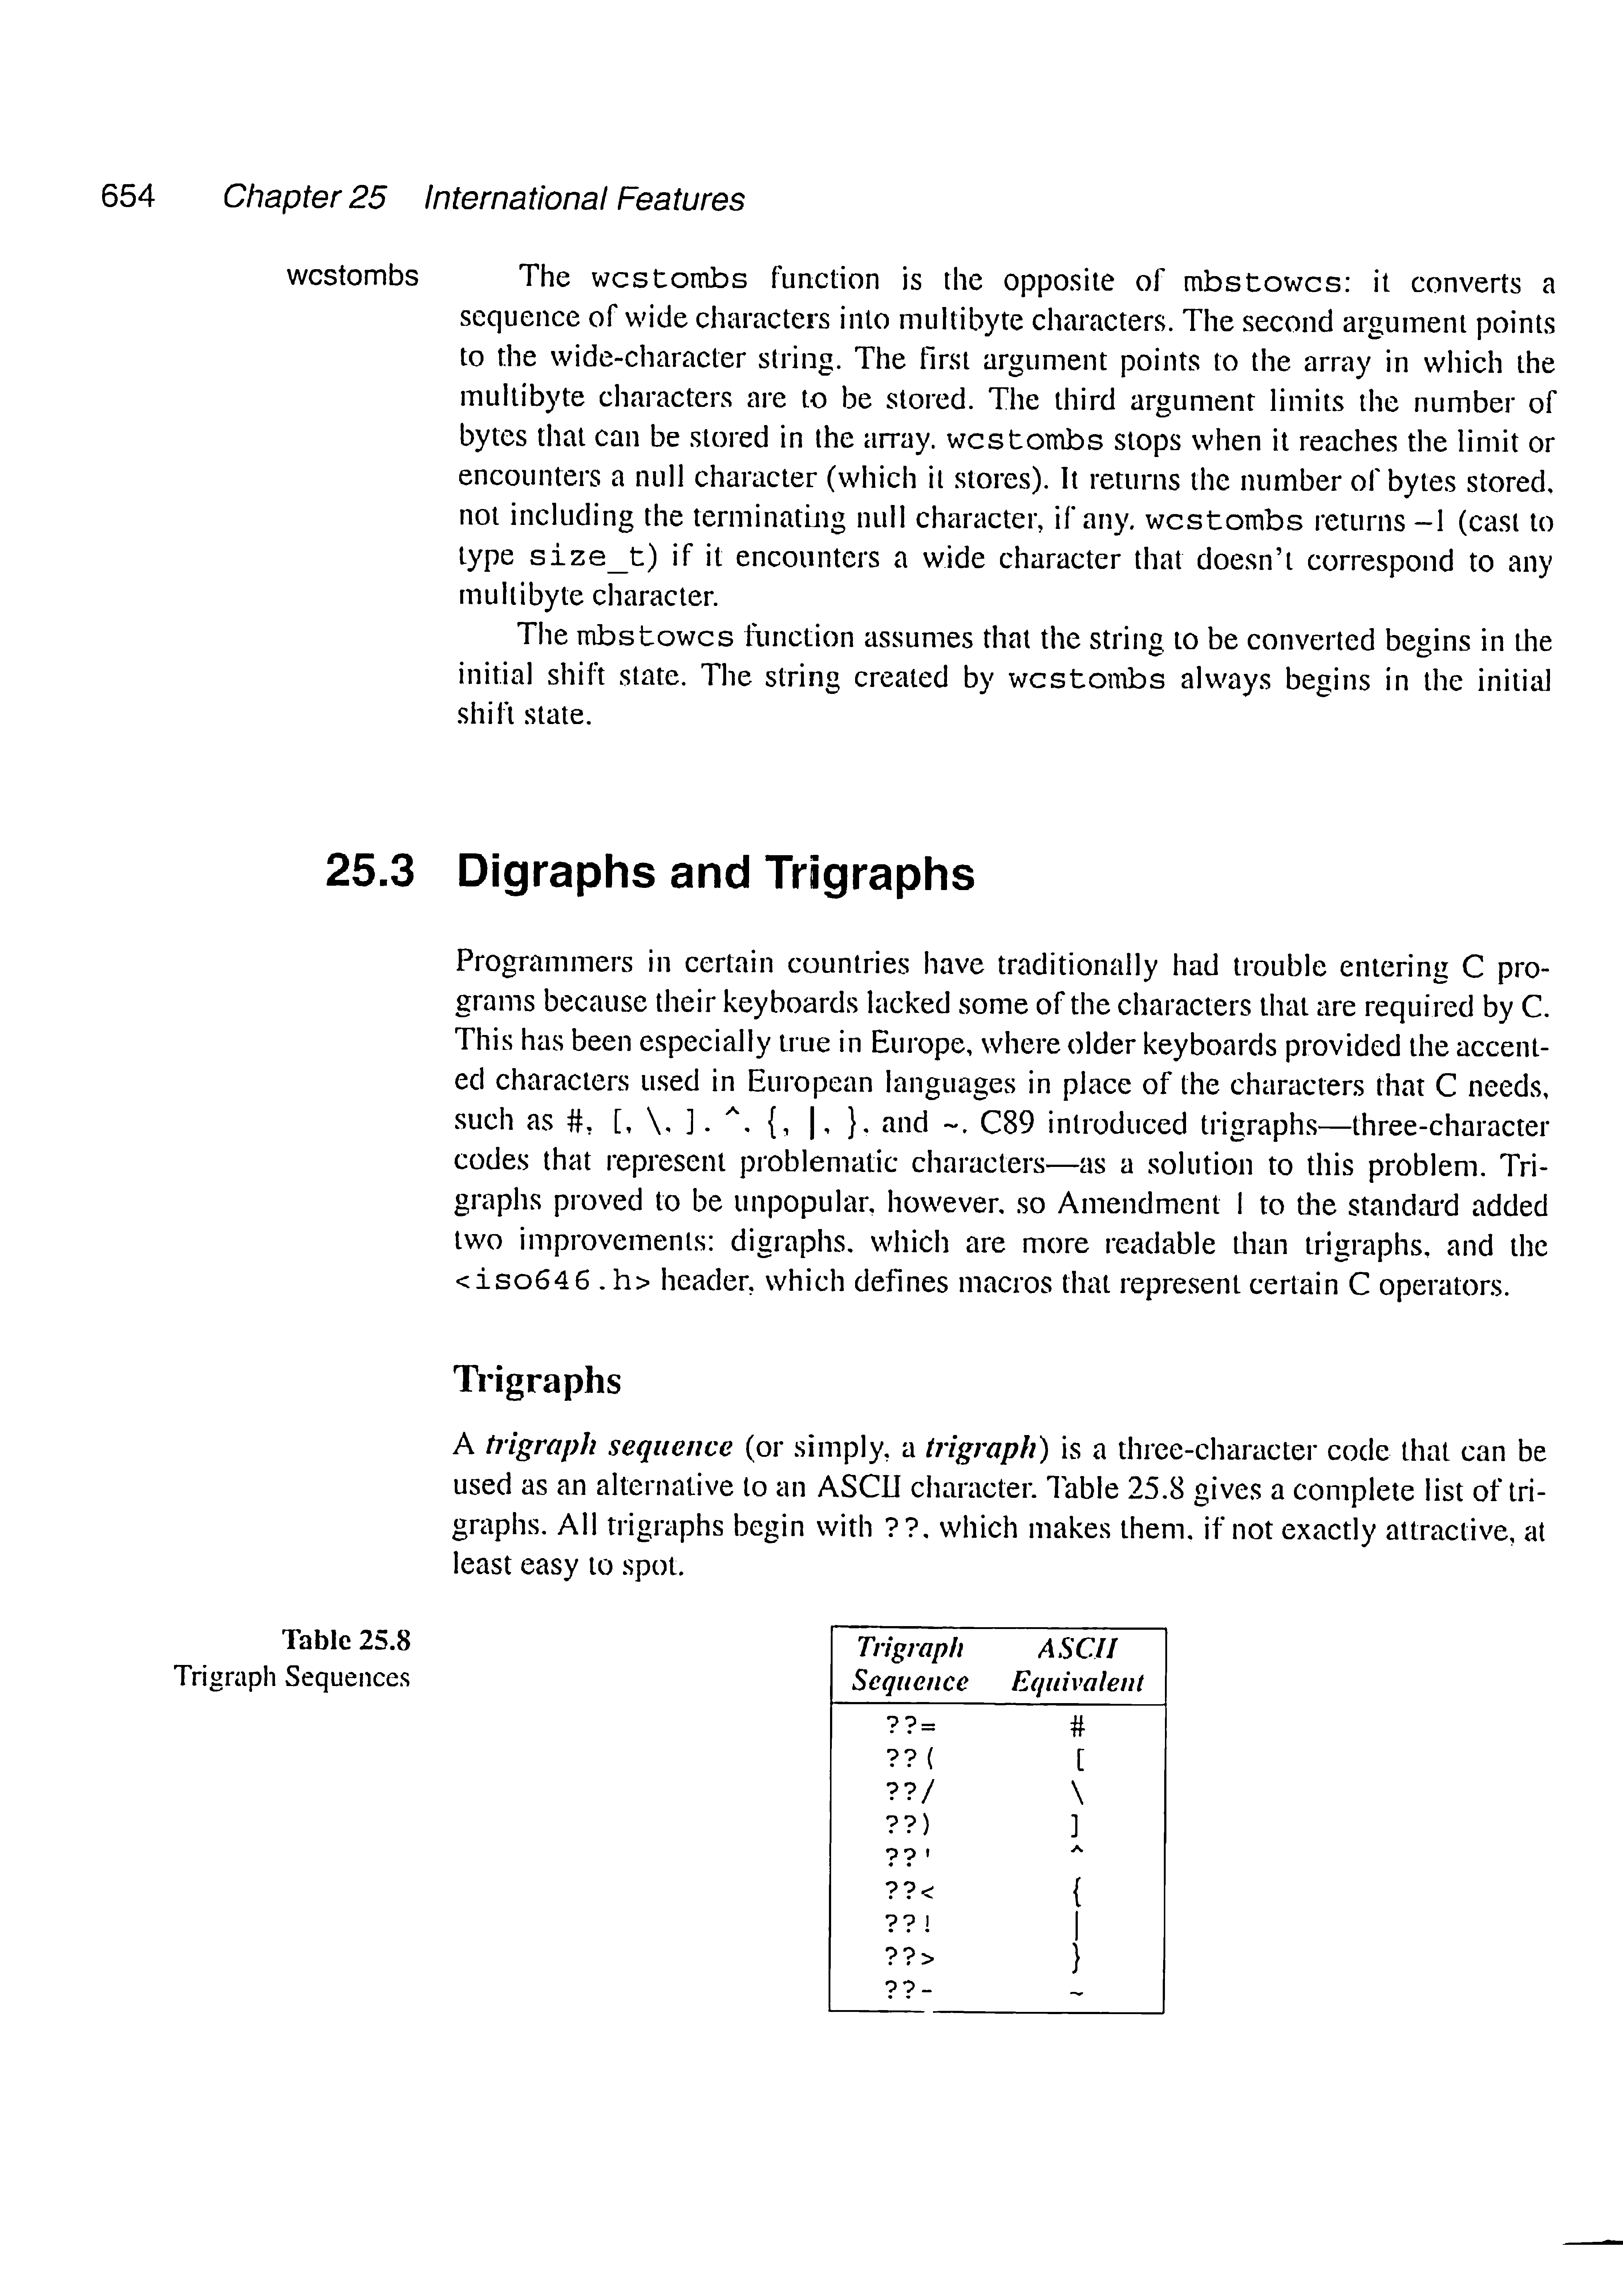 654 Chapter 25 International Features
wcstombs
The wcstombs function is the opposite of mbstowcs: it converts a
sequence of wide characters into multibyte characters. The second argument points
to the wide-character string. The first argument points to the array in which the
multibyte characters are to be stored. The third argument limits the number of
bytes that can be stored in the array. wcstombs stops when it reaches the limit or
encounters a null character (which it stores). It returns the number of bytes stored,
not including the terminating null character, if any. wcstombs returns –1 (cast to
type size_t) if it encounters a wide character that doesn't correspond to any
multibyte character.
The mbstowcs function assumes that the string to be converted begins in the
initial shift state. The string created by wcstombs always begins in the initial
shift state.
25.3 Digraphs and Trigraphs
Programmers in certain countries have traditionally had trouble entering C pro-
grams because their keyboards lacked some of the characters that are required by C.
This has been especially true in Europe, where older keyboards provided the accent-
ed characters used in European languages in place of the characters that C needs,
such as #, [, \, ], ^, {, |, }, and ~. C89 introduced trigraphs—three-character
codes that represent problematic characters—as a solution to this problem. Tri-
graphs proved to be unpopular, however, so Amendment 1 to the standard added
two improvements: digraphs, which are more readable than trigraphs, and the
<iso646.h> header, which defines macros that represent certain C operators.
Trigraphs
A trigraph sequence (or simply, a trigraph) is a three-character code that can be
used as an alternative to an ASCII character. Table 25.8 gives a complete list of tri-
graphs. All trigraphs begin with ??, which makes them, if not exactly attractive, at
least easy to spot.
Table 25.8
Trigraph Sequences
Trigraph ASCII
Sequence Equivalent
??= #
??( [
??/ \
??) ]
??' ^
??< {
??! |
??> }
??- ~